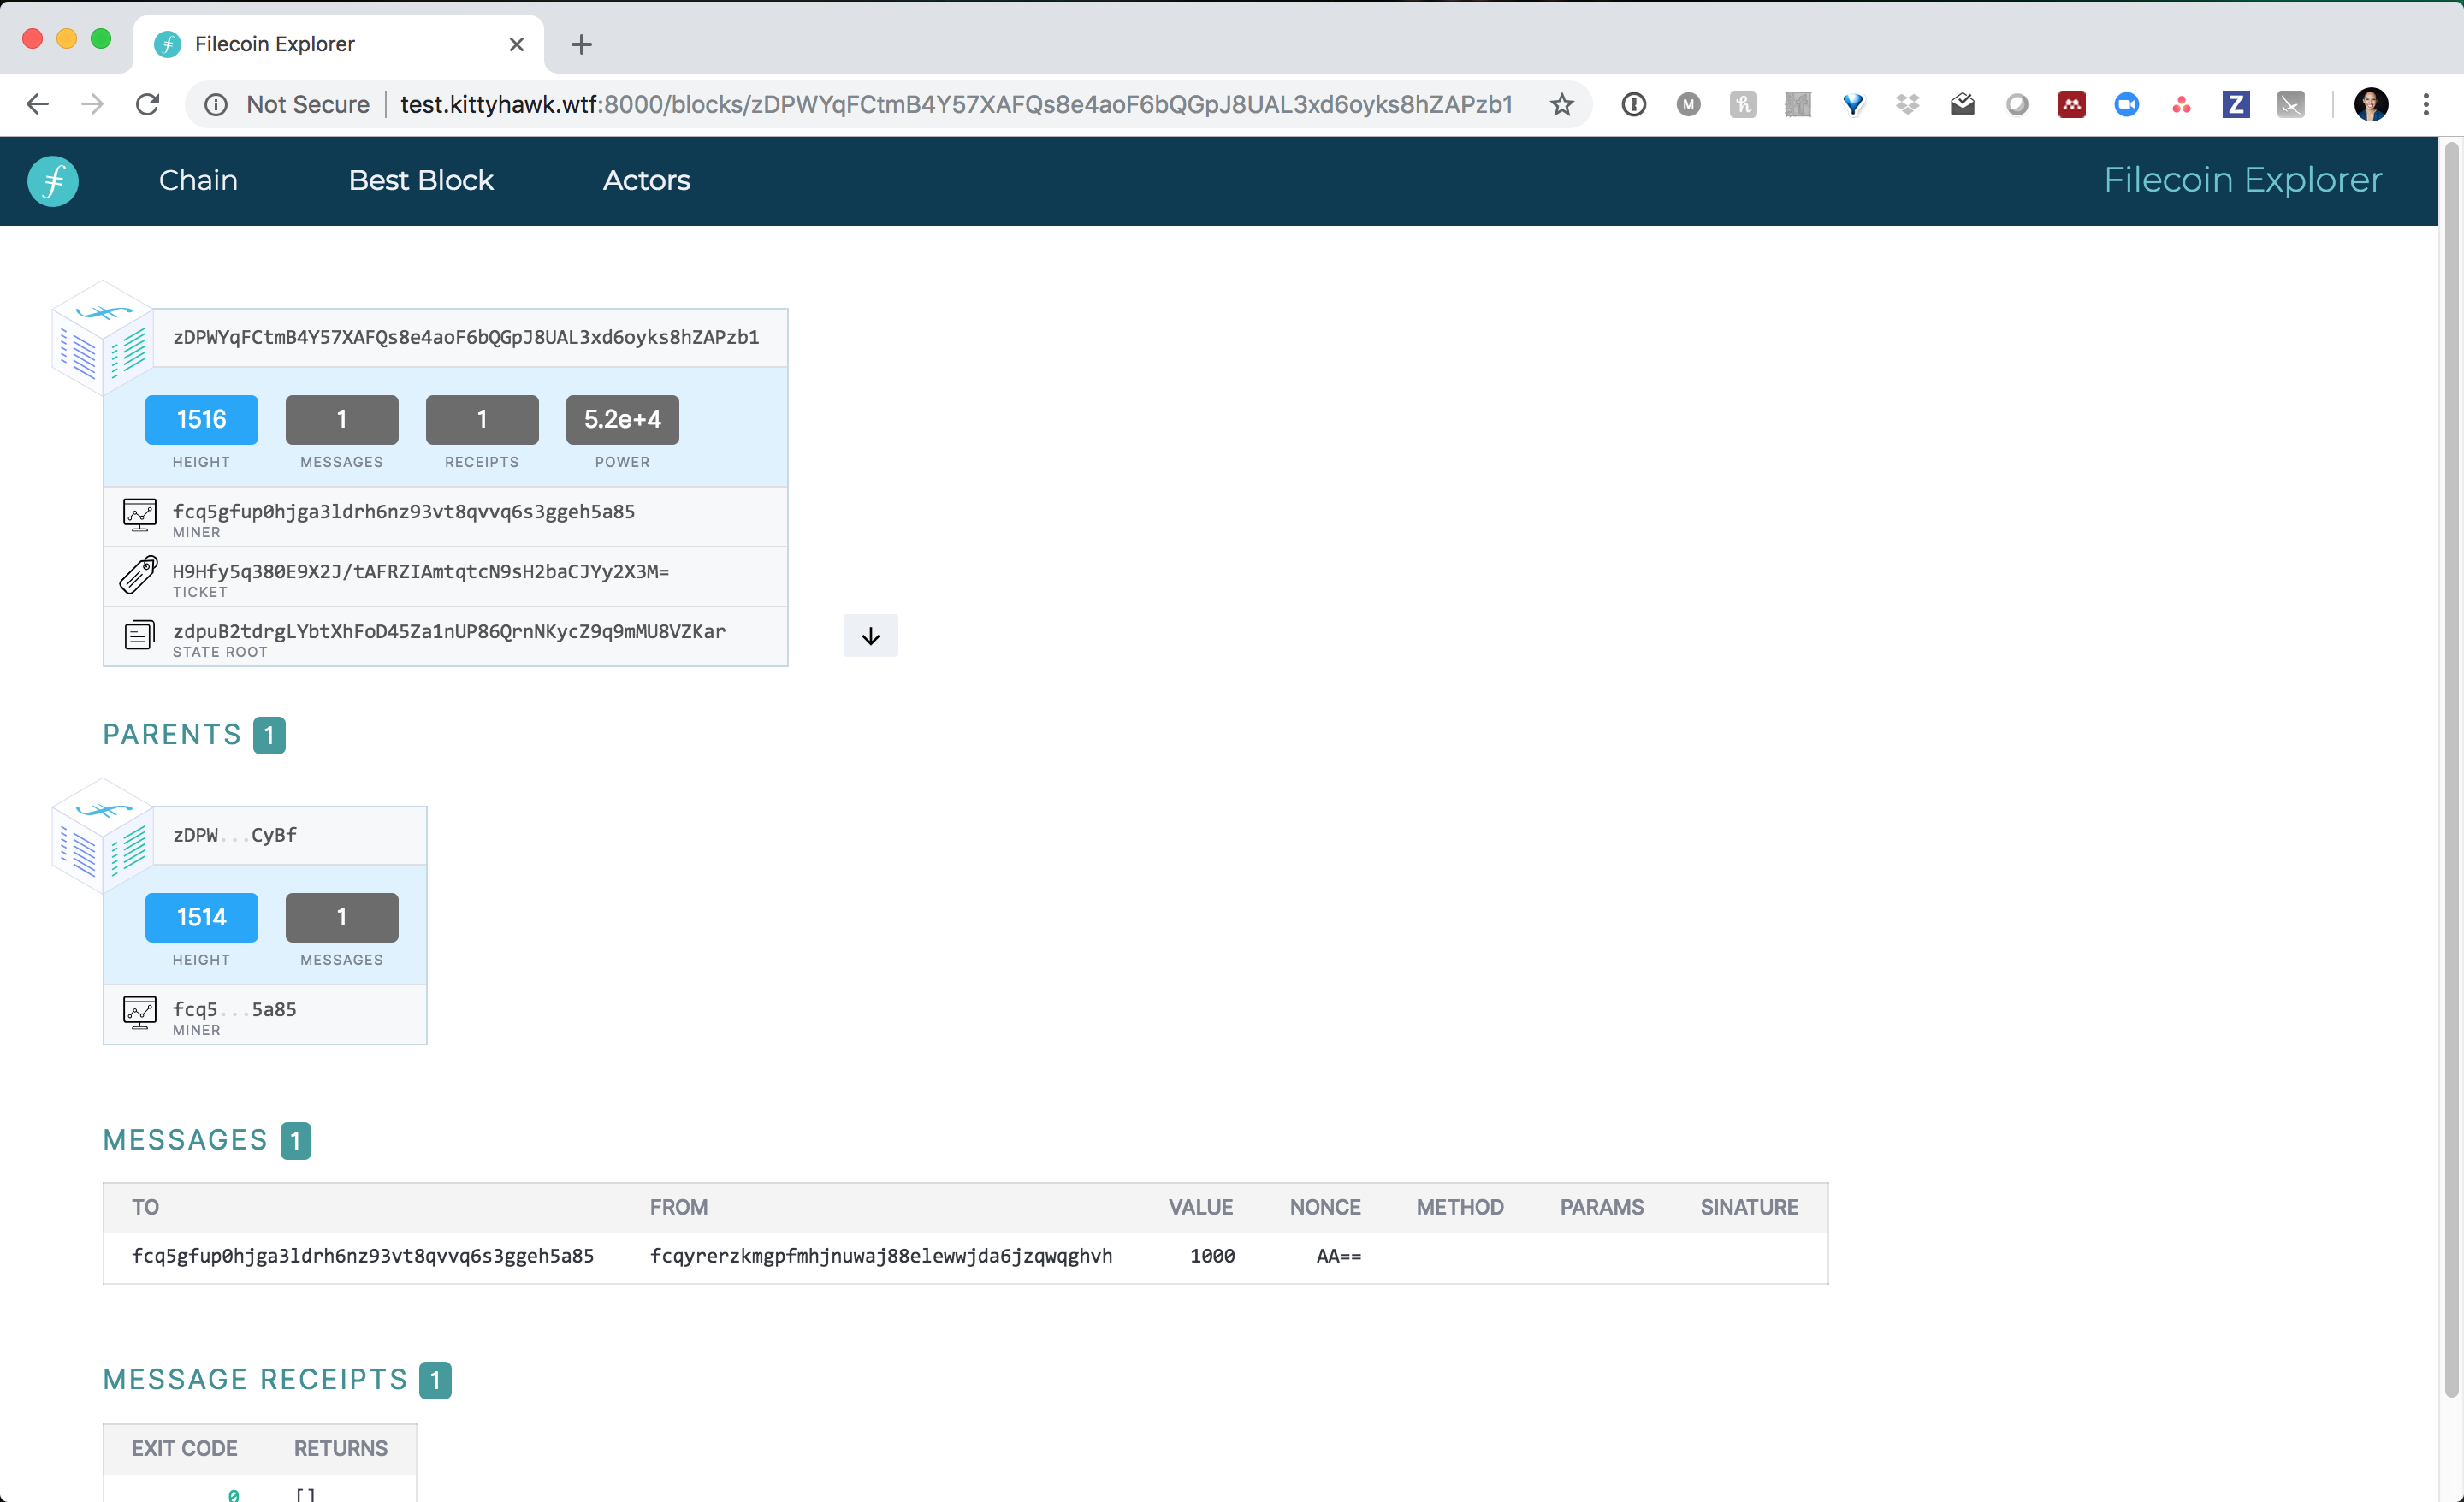 Filecoin Explorer
Not Secure test.kittyhawk.wtf:8000/blocks/zDPWYqFCtmB4Y57XAFQs8e4aoF6bQGpJ8UAL3xd6oyks8hZAPzb1
Chain Best Block Actors Filecoin Explorer
zDPWYqFCtmB4Y57XAFQs8e4aoF6bQGpJ8UAL3xd6oyks8hZAPzb1
1516 1 1 5.2e+4
HEIGHT MESSAGES RECEIPTS POWER
fcq5gfup0hjga3ldrh6nz93vt8qvvq6s3ggeh5a85
MINER
H9Hfy5q380E9X2J/tAFRZIAmtqtcN9sH2baCJYy2X3M=
TICKET
zdpuB2tdrgLYbtXhFoD45Za1nUP86QrnNKycZ9q9mMU8VZKar
STATE ROOT
PARENTS 1
zDPW...CyBf
1514 1
HEIGHT MESSAGES
fcq5...5a85
MINER
MESSAGES 1
TO FROM VALUE NONCE METHOD PARAMS SINATURE
fcq5gfup0hjga3ldrh6nz93vt8qvvq6s3ggeh5a85 fcqyrerzkmgpfmhjnuwaj88elewwjda6jzqwqghvh 1000 AA==
MESSAGE RECEIPTS 1
EXIT CODE RETURNS
0 []